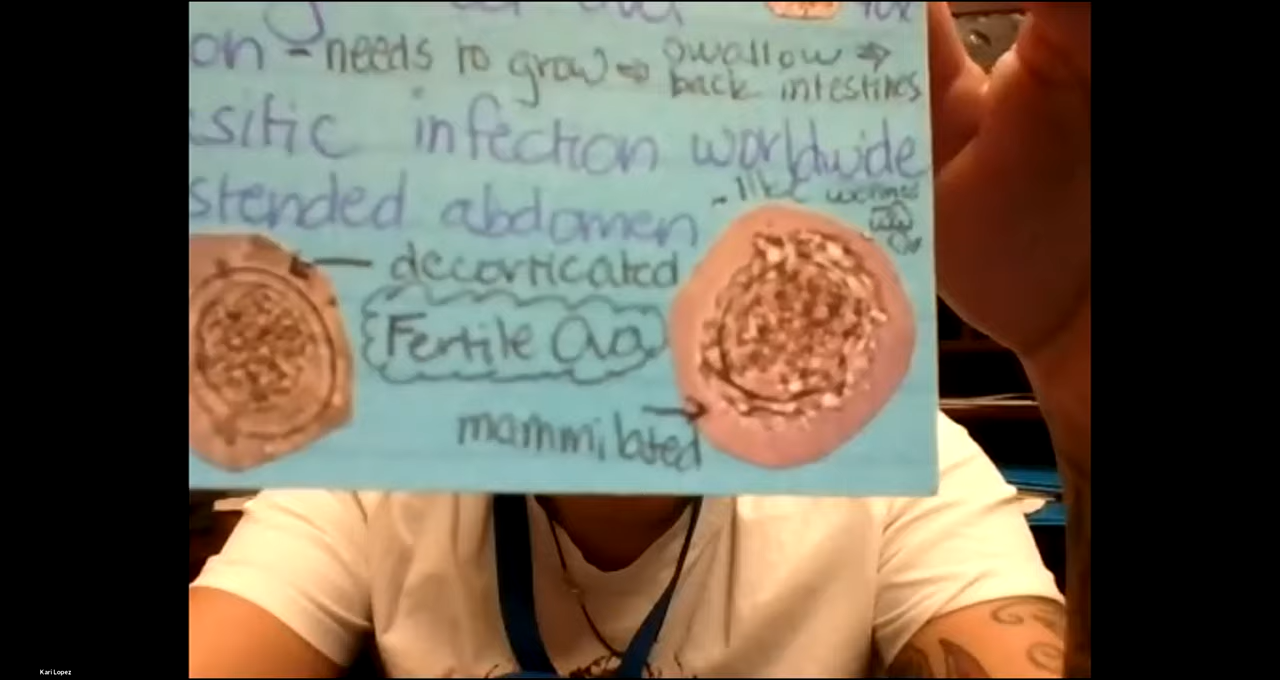 on - needs to grow ⇨ swallow ⇨
back intestines
sitic infection worldwide
stended abdomen
like worms
← decorticated
Fertile Ova
mammilated
Kari Lopez